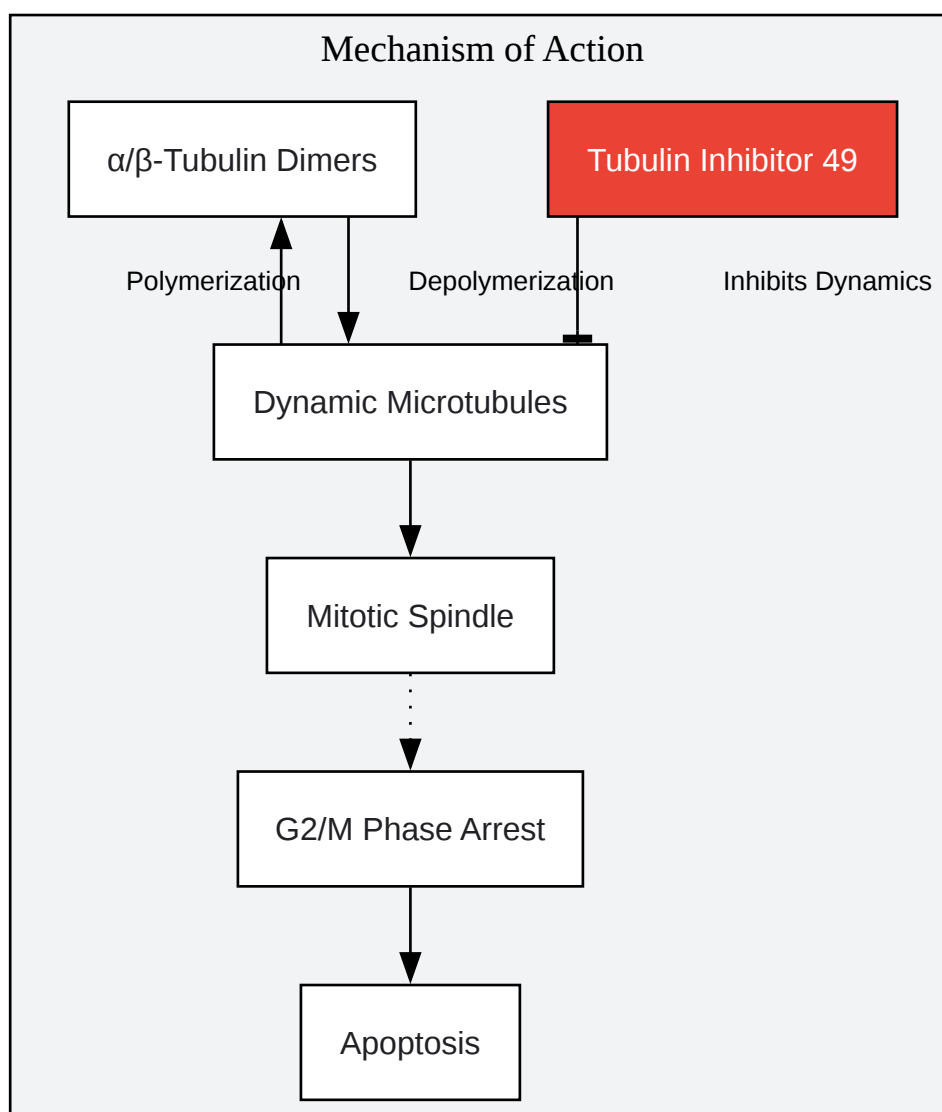 Mechanism of Action
α/β-Tubulin Dimers
Tubulin Inhibitor 49
Polymerization
Depolymerization
Inhibits Dynamics
Dynamic Microtubules
Mitotic Spindle
G2/M Phase Arrest
Apoptosis